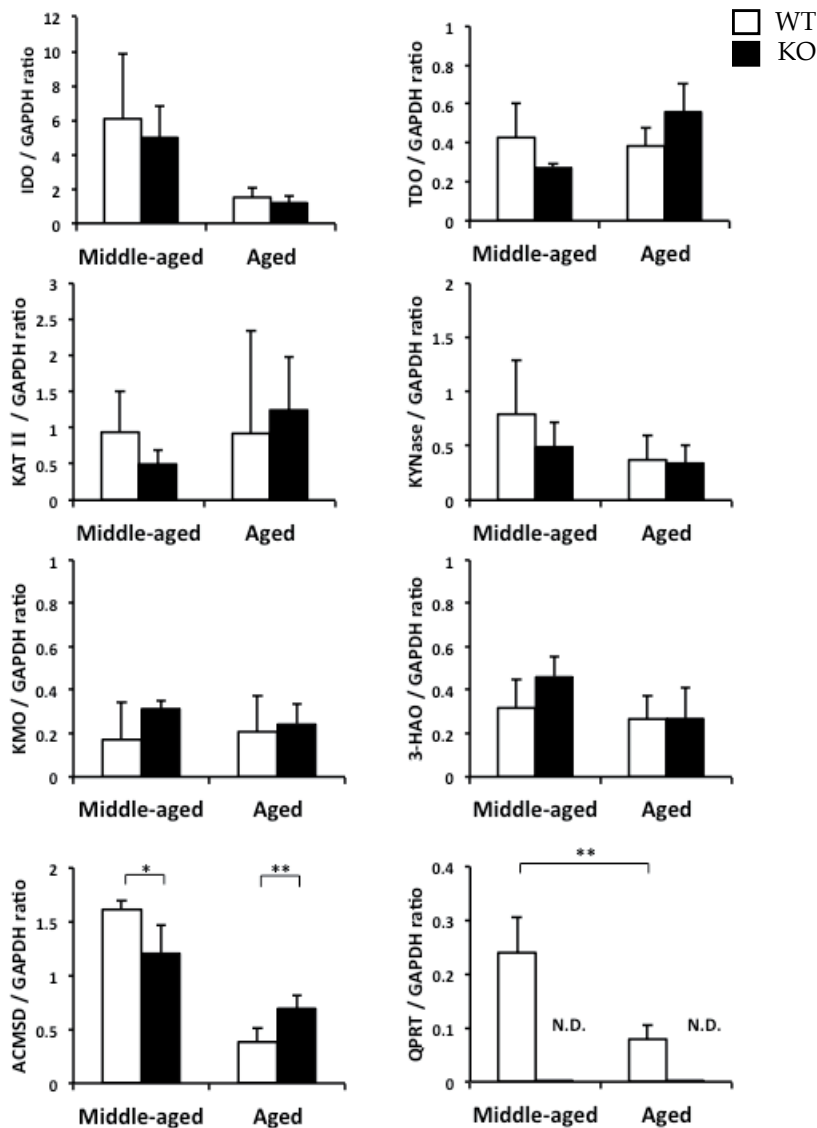 WT
KO
IDO / GAPDH ratio
12
10
8
6
4
2
0
Middle-aged Aged
TDO / GAPDH ratio
1
0.8
0.6
0.4
0.2
0
Middle-aged Aged
KAT II / GAPDH ratio
3
2.5
2
1.5
1
0.5
0
Middle-aged Aged
KYNase / GAPDH ratio
2
1.5
1
0.5
0
Middle-aged Aged
KMO / GAPDH ratio
1
0.8
0.6
0.4
0.2
0
Middle-aged Aged
3-HAO / GAPDH ratio
1
0.8
0.6
0.4
0.2
0
Middle-aged Aged
ACMSD / GAPDH ratio
2
1.5
1
0.5
0
* **
Middle-aged Aged
QPRT / GAPDH ratio
0.4
0.3
0.2
0.1
0
**
N.D. N.D.
Middle-aged Aged